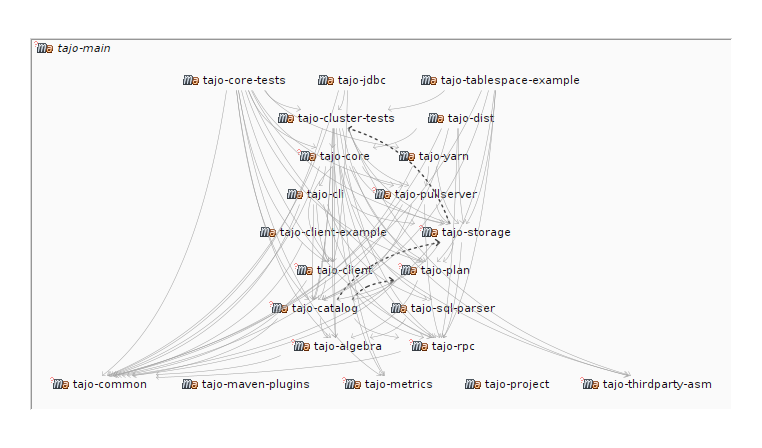 tajo-main
tajo-core-tests tajo-jdbc tajo-tablespace-example
tajo-cluster-tests tajo-dist
tajo-core tajo-yarn
tajo-cli tajo-pullserver
tajo-client-example tajo-storage
tajo-client tajo-plan
tajo-catalog tajo-sql-parser
tajo-algebra tajo-rpc
tajo-common tajo-maven-plugins tajo-metrics tajo-project tajo-thirdparty-asm